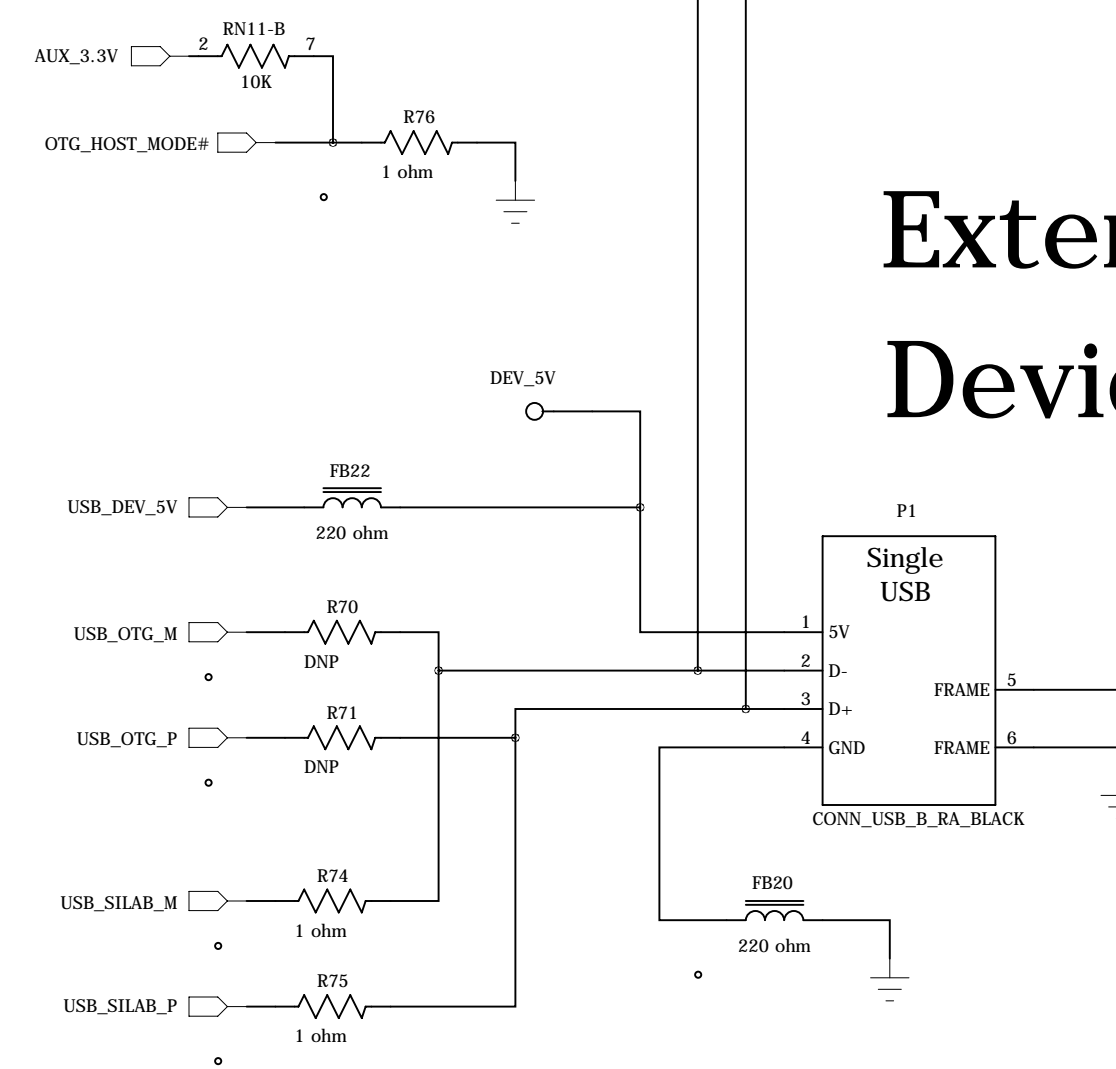 RN11-B
AUX_3.3V
2
7
10K
R76
OTG_HOST_MODE#
1 ohm
DEV_5V
FB22
USB_DEV_5V
220 ohm
P1
Single
USB
R70
1
5V
USB_OTG_M
DNP
2
D-
5
FRAME
R71
3
D+
USB_OTG_P
DNP
4
GND
FRAME
6
CONN_USB_B_RA_BLACK
R74
FB20
USB_SILAB_M
1 ohm
220 ohm
R75
USB_SILAB_P
1 ohm